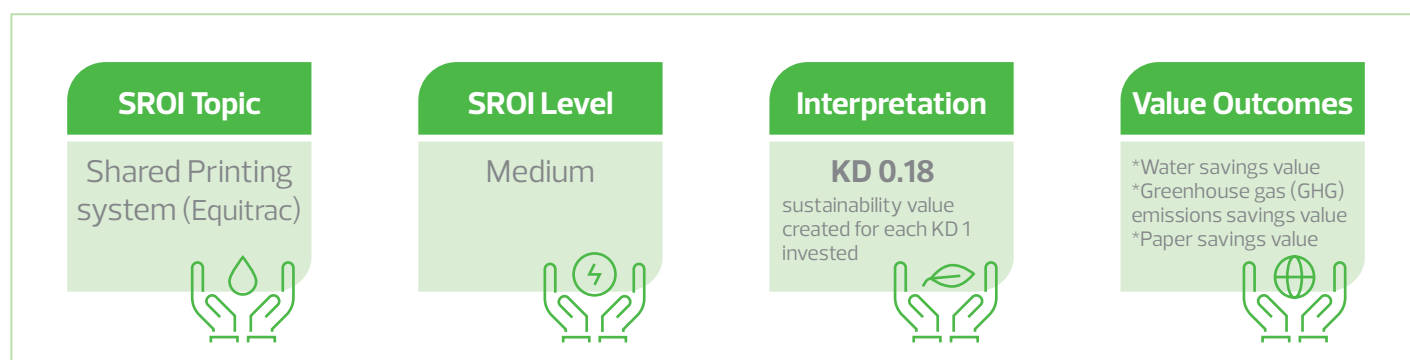 SROI Topic
Shared Printing
system (Equitrac)
SROI Level
Medium
Interpretation
KD 0.18
sustainability value
created for each KD 1
invested
Value Outcomes
*Water savings value
*Greenhouse gas (GHG)
emissions savings value
*Paper savings value